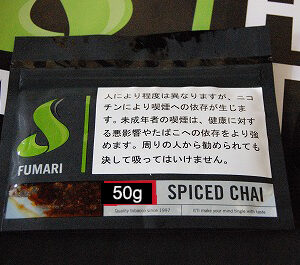 人により程度は異なりますが、ニコ
チンにより喫煙への依存が生じま
す。未成年者の喫煙は、健康に対す
る悪影響やたばこへの依存をより強
めます。周りの人から勧められても
決して吸ってはいけません。
FUMARI
50g
SPICED CHAI
Quality tobacco since 1997
It'll make your mind tingle with taste